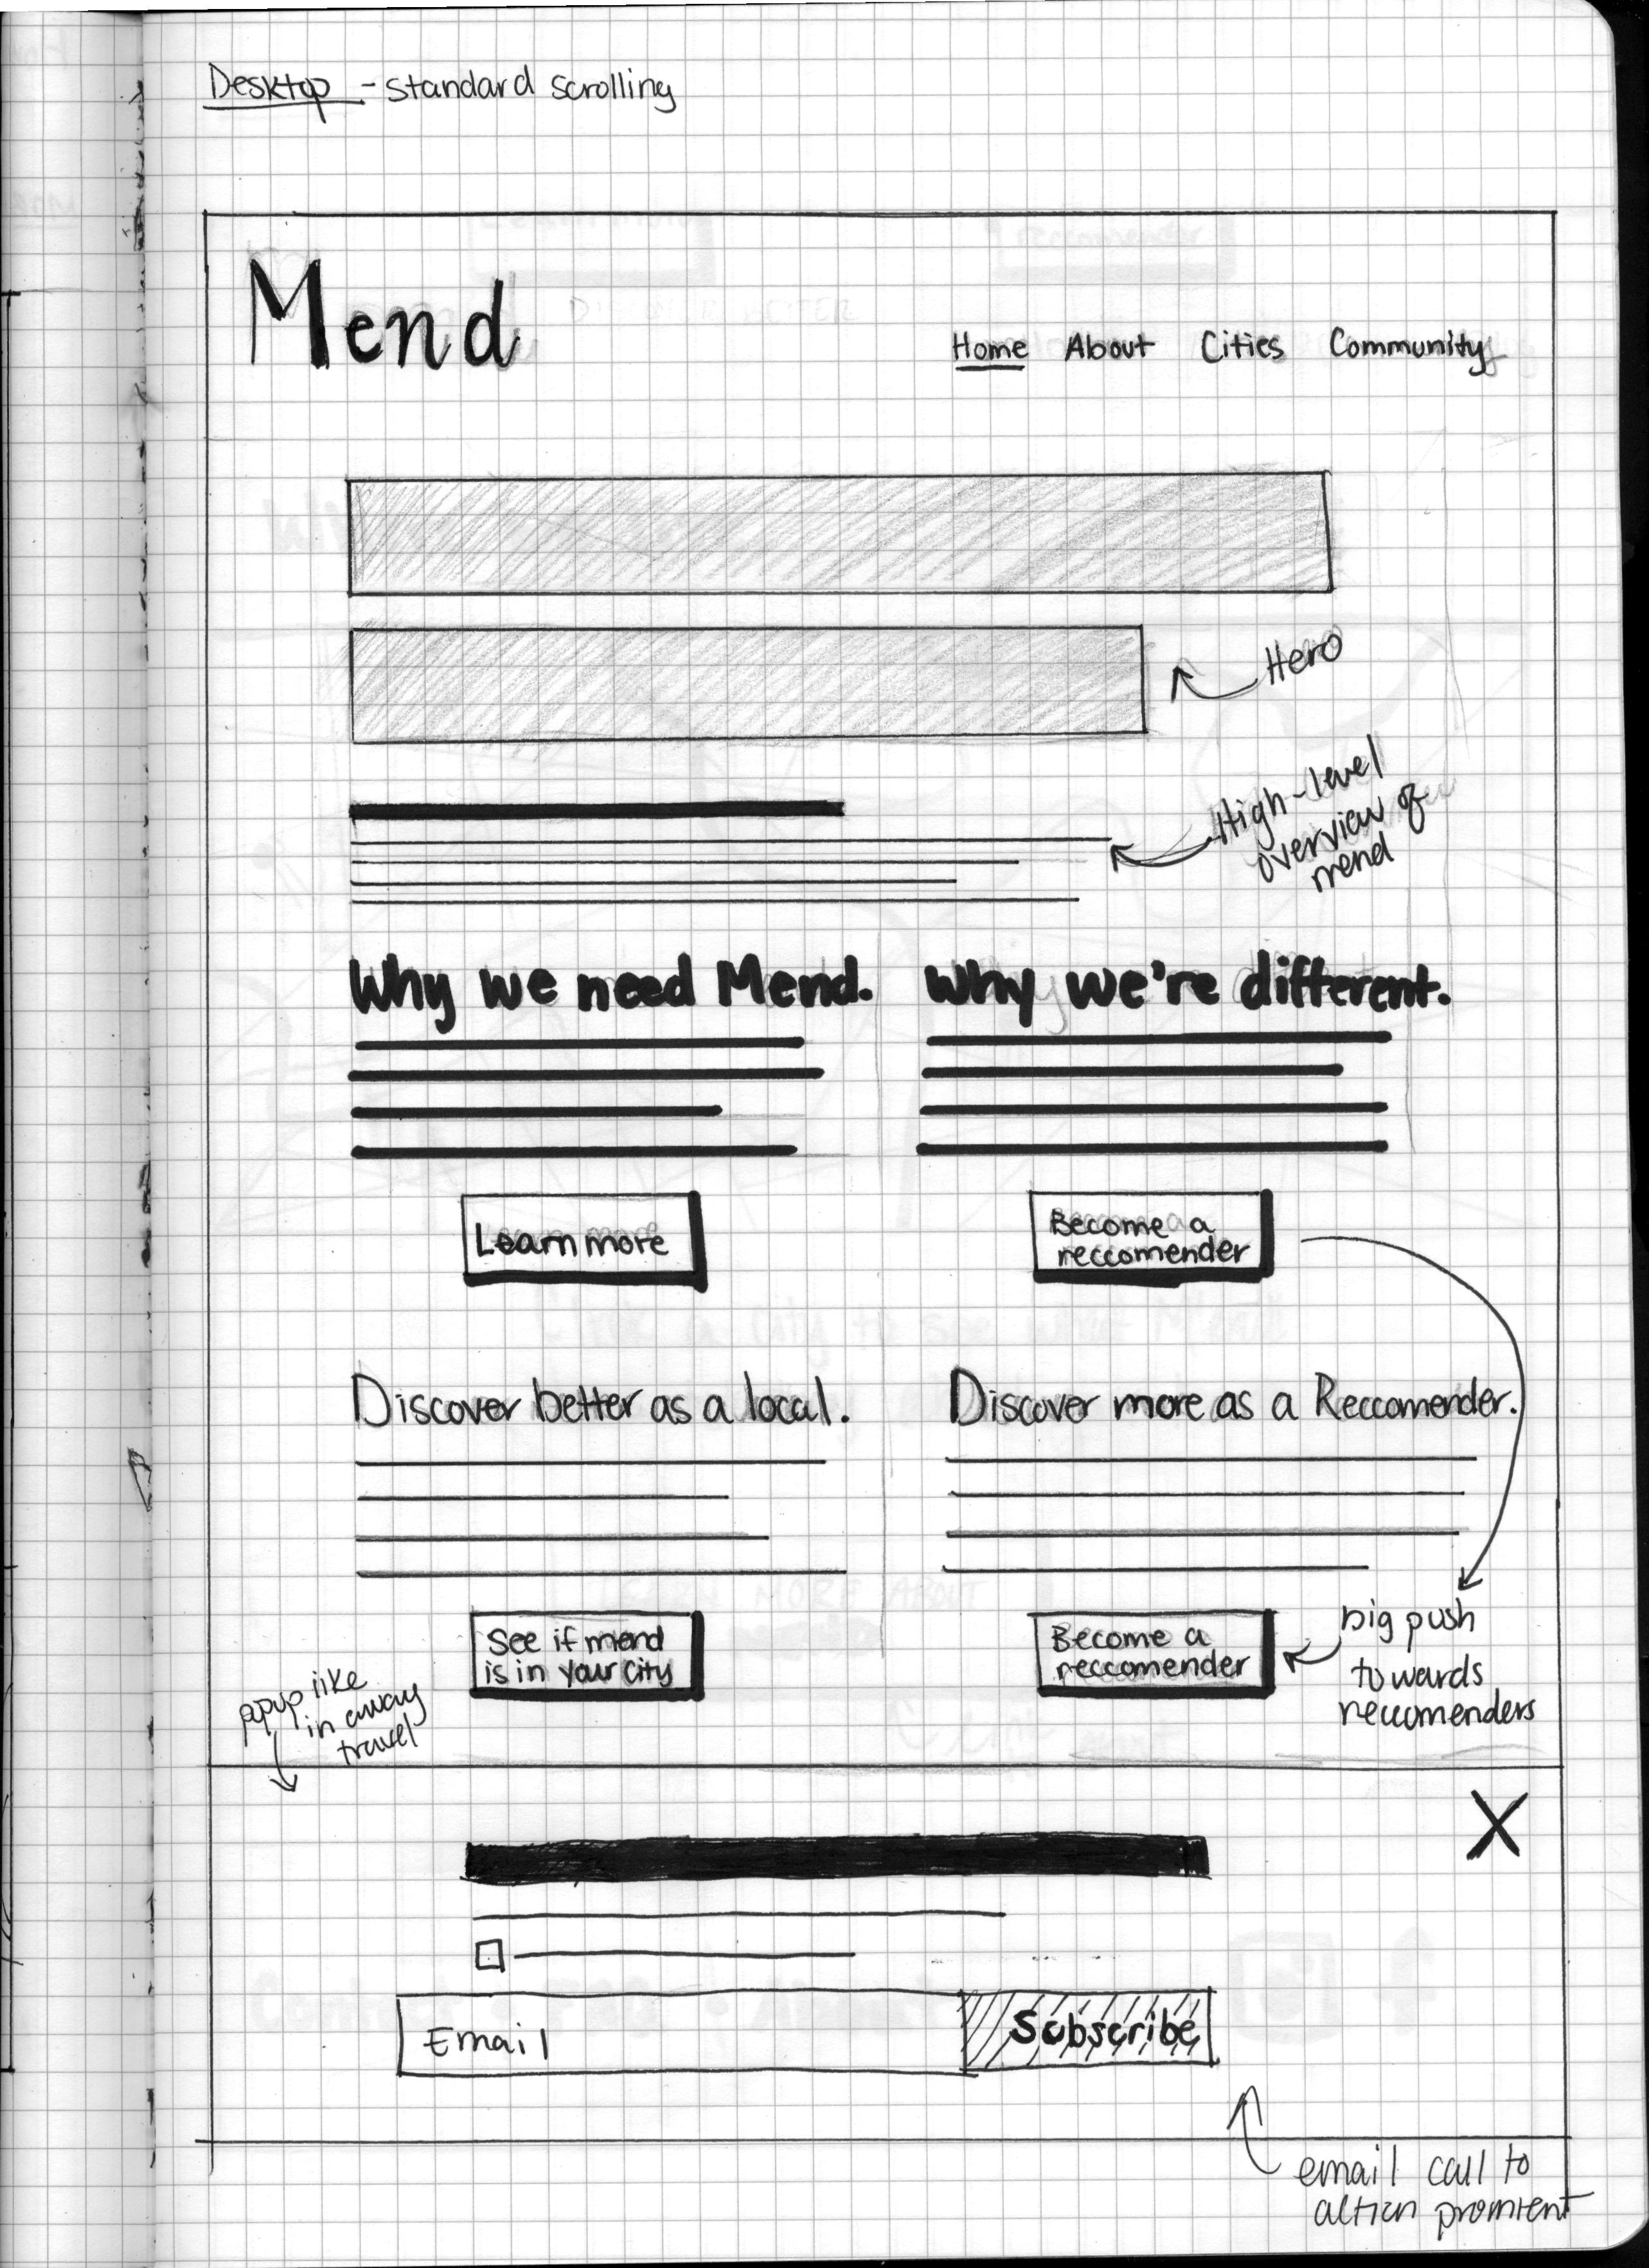 Desktop - standard scrolling
Mend
Home About Cities Community
Hero
High-level
overview of
mend
Why we need Mend. Why we're different.
Learn more
Become a
reccomender
Discover better as a local. Discover more as a Reccomender.
See if mend
is in your city
Become a
reccomender
big push
towards
reccomenders
popup like
in away
travel
X
Email Subscribe
email call to
action promient